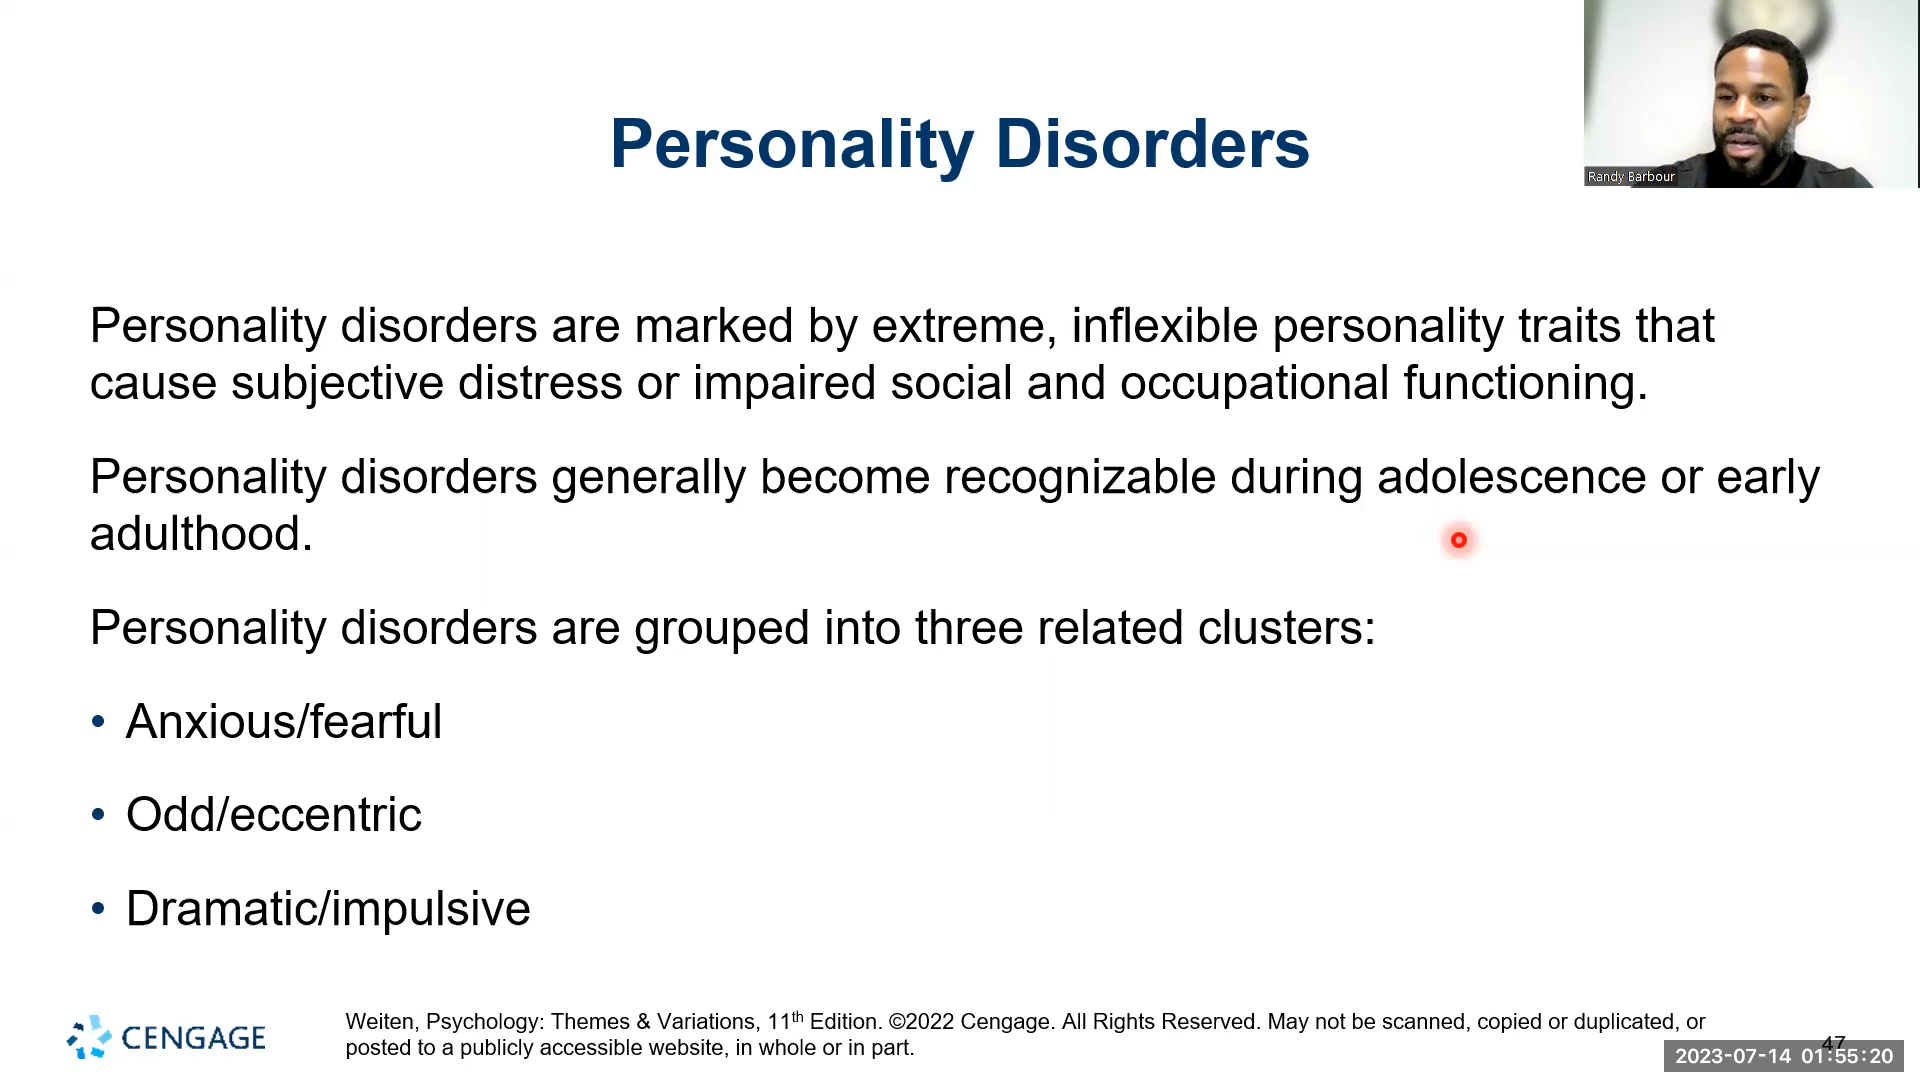 Personality Disorders
Randy Barbour
Personality disorders are marked by extreme, inflexible personality traits that
cause subjective distress or impaired social and occupational functioning.
Personality disorders generally become recognizable during adolescence or early
adulthood.
Personality disorders are grouped into three related clusters:
• Anxious/fearful
• Odd/eccentric
• Dramatic/impulsive
CENGAGE
Weiten, Psychology: Themes & Variations, 11th Edition. ©2022 Cengage. All Rights Reserved. May not be scanned, copied or duplicated, or
posted to a publicly accessible website, in whole or in part.
47
2023-07-14 01:55:20